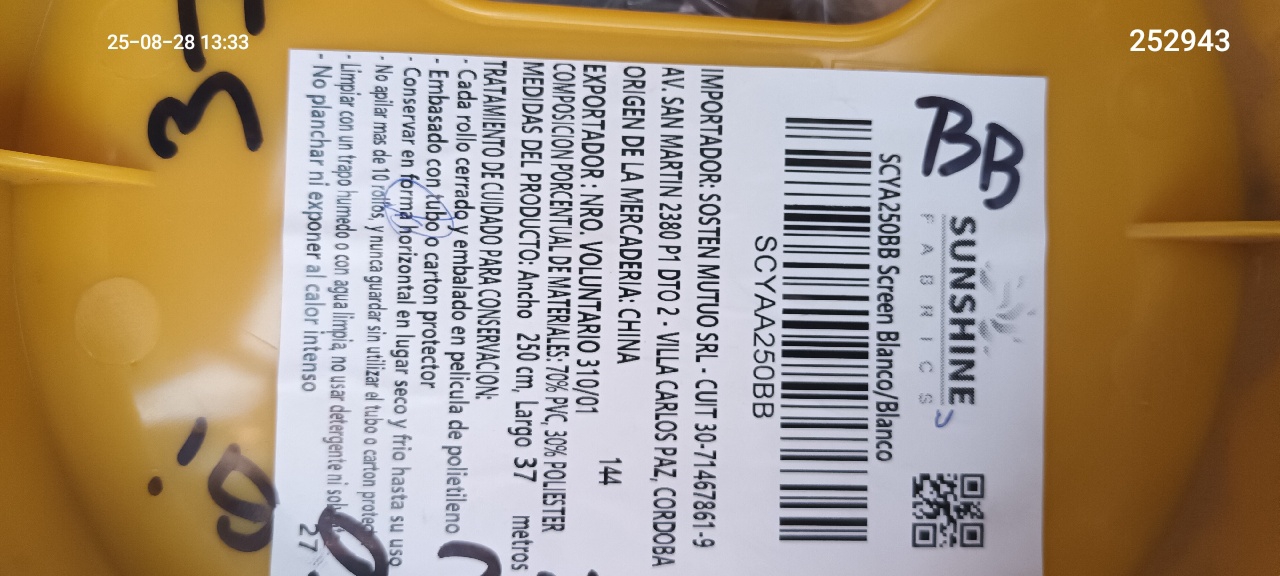 25-08-28 13:33
252943
BB
SUNSHINE
FABRICS
SCYA250BB Screen Blanco/Blanco
SCYAA250BB
IMPORTADOR: SOSTEN MUTUO SRL - CUIT 30-71467861-9
AV. SAN MARTIN 2380 P1 DTO 2 - VILLA CARLOS PAZ, CORDOBA
ORIGEN DE LA MERCADERIA: CHINA
144
EXPORTADOR : NRO. VOLUNTARIO 310/01
COMPOSICION PORCENTUAL DE MATERIALES: 70% PVC, 30% POLIESTER
MEDIDAS DEL PRODUCTO: Ancho 250 cm, Largo 37 metros
TRATAMIENTO DE CUIDADO PARA CONSERVACION:
- Cada rollo cerrado y embalado en pelicula de polietileno
- Embasado con tubo o carton protector
- Conservar en forma horizontal en lugar seco y frio hasta su uso
- No apilar mas de 10 rollos, y nunca guardar sin utilizar el tubo o carton
- Limpiar con un trapo humedo o con agua limpia, no usar detergente ni
- No planchar ni exponer al calor intenso
27